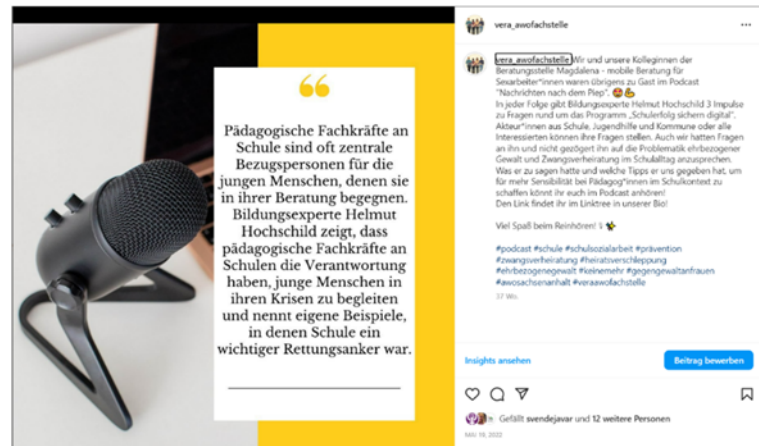 Pädagogische Fachkräfte an
Schule sind oft zentrale
Bezugspersonen für die
jungen Menschen, denen sie
in ihrer Beratung begegnen.
Bildungsexperte Helmut
Hochschild zeigt, dass
pädagogische Fachkräfte an
Schulen die Verantwortung
haben, junge Menschen in
ihren Krisen zu begleiten
und nennt eigene Beispiele,
in denen Schule ein
wichtiger Rettungsanker war.
vera_awofachstelle
vera_awofachstelle Wir und unsere Kolleginnen der
Beratungsstelle Magdalena - mobile Beratung für
Sexarbeiter*innen waren übrigens zu Gast im Podcast
"Nachrichten nach dem Piep". 😍💪
In jeder Folge gibt Bildungsexperte Helmut Hochschild 3 Impulse
zu Fragen rund um das Programm „Schulerfolg sichern digital“.
Akteur*innen aus Schule, Jugendhilfe und Kommune oder alle
Interessierten können ihre Fragen stellen. Auch wir hatten Fragen
an ihn und nicht gezögert ihn auf die Problematik ehrbezogener
Gewalt und Zwangsverheiratung im Schulalltag anzusprechen.
Was er zu sagen hatte und welche Tipps er uns gegeben hat, um
für mehr Sensibilität bei Pädagog*innen im Schulkontext zu
schaffen könnt ihr euch im Podcast anhören!
Den Link findet ihr im Linktree in unserer Bio!
Viel Spaß beim Reinhören!
#podcast #schule #schulsozialarbeit #prävention
#zwangsverheiratung #heiratsverschleppung
#ehrbezogenegewalt #keinemehr #gegengewaltanfrauen
#awosachsenanhalt #veraawofachstelle
37 Wo.
Insights ansehen
Beitrag bewerben
Gefällt svendejavar und 12 weitere Personen
MAI 19, 2022